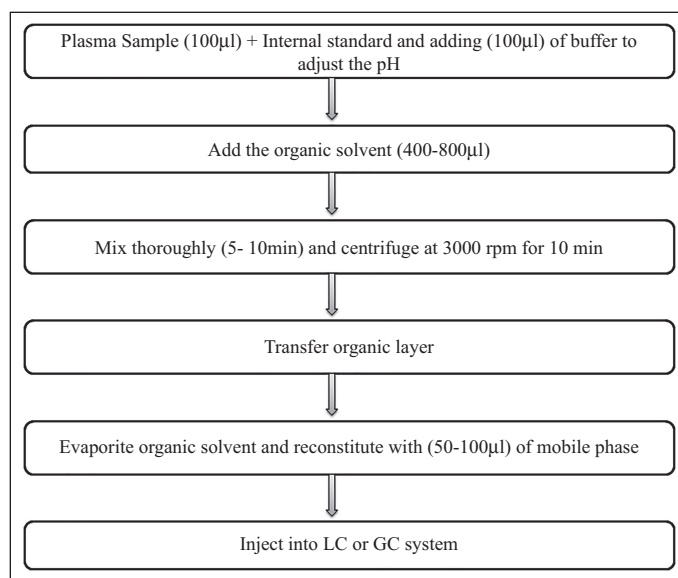 Plasma Sample (100µl) + Internal standard and adding (100µl) of buffer to
adjust the pH
Add the organic solvent (400-800µl)
Mix thoroughly (5- 10min) and centrifuge at 3000 rpm for 10 min
Transfer organic layer
Evaporite organic solvent and reconstitute with (50-100µl) of mobile phase
Inject into LC or GC system